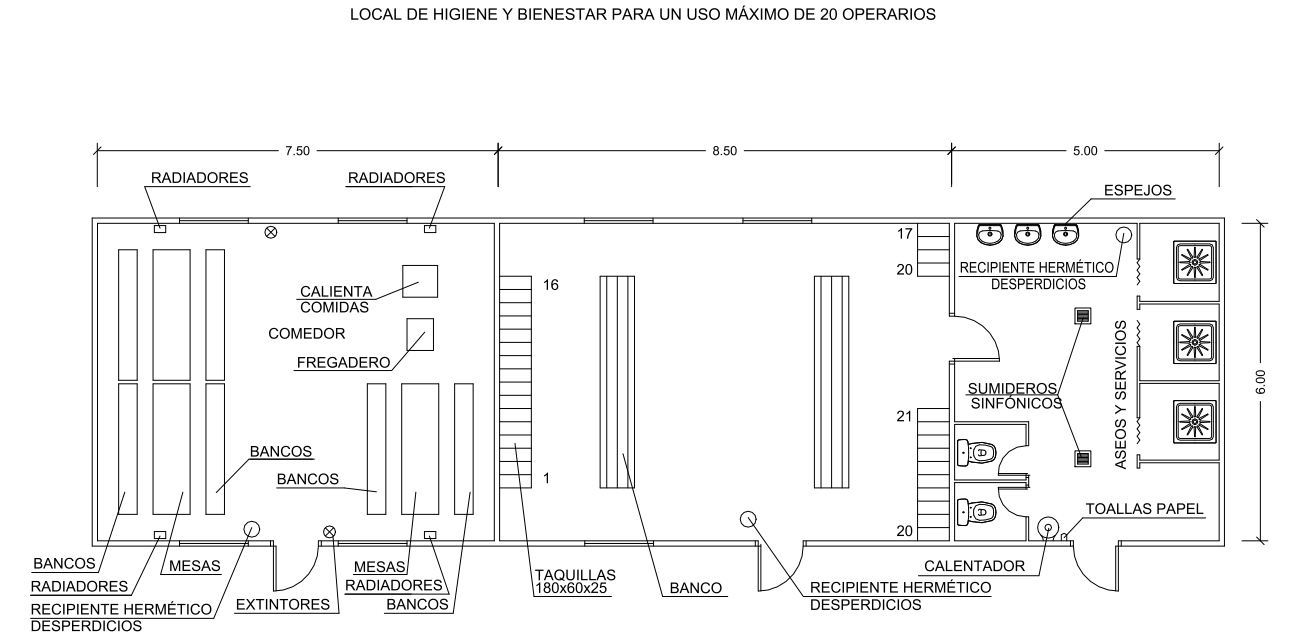 LOCAL DE HIGIENE Y BIENESTAR PARA UN USO MÁXIMO DE 20 OPERARIOS
7.50
8.50
5.00
RADIADORES
RADIADORES
ESPEJOS
17
20
RECIPIENTE HERMÉTICO
DESPERDICIOS
16
CALIENTA
COMIDAS
COMEDOR
FREGADERO
6.00
ASEOS Y SERVICIOS
SUMIDEROS
SINFÓNICOS
21
BANCOS
BANCOS
1
20
TOALLAS PAPEL
BANCOS
MESAS
MESAS
CALENTADOR
RADIADORES
RADIADORES
TAQUILLAS
180x60x25
BANCO
RECIPIENTE HERMÉTICO
DESPERDICIOS
RECIPIENTE HERMÉTICO
DESPERDICIOS
EXTINTORES
BANCOS